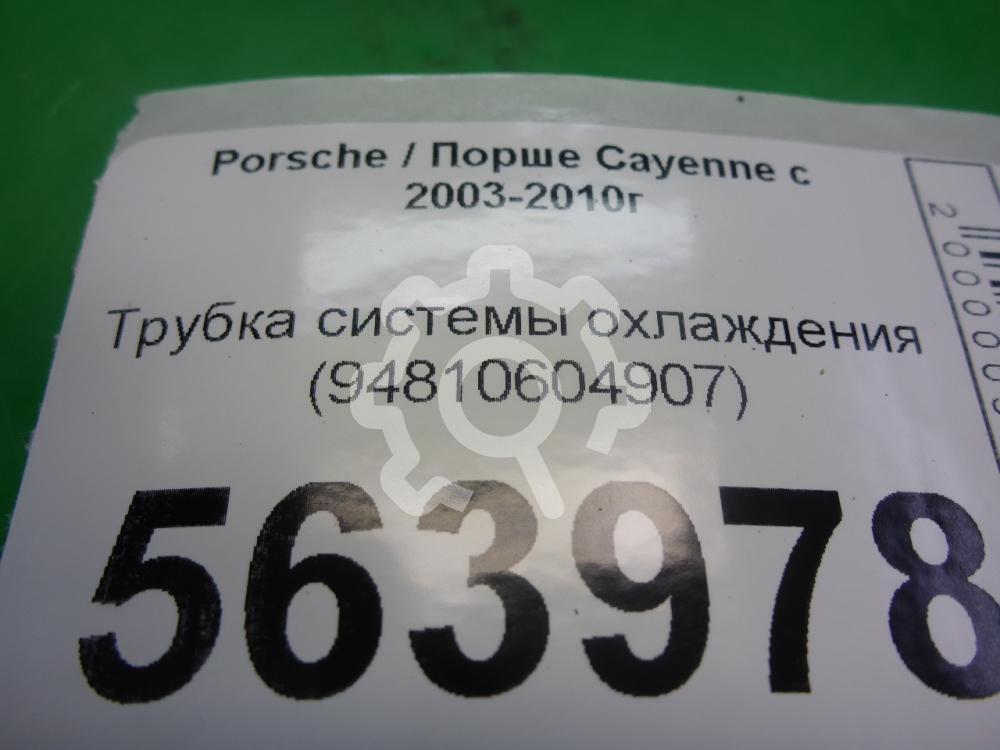 Porsche / Порше Cayenne с
2003-2010г
Трубка системы охлаждения
(94810604907)
563978